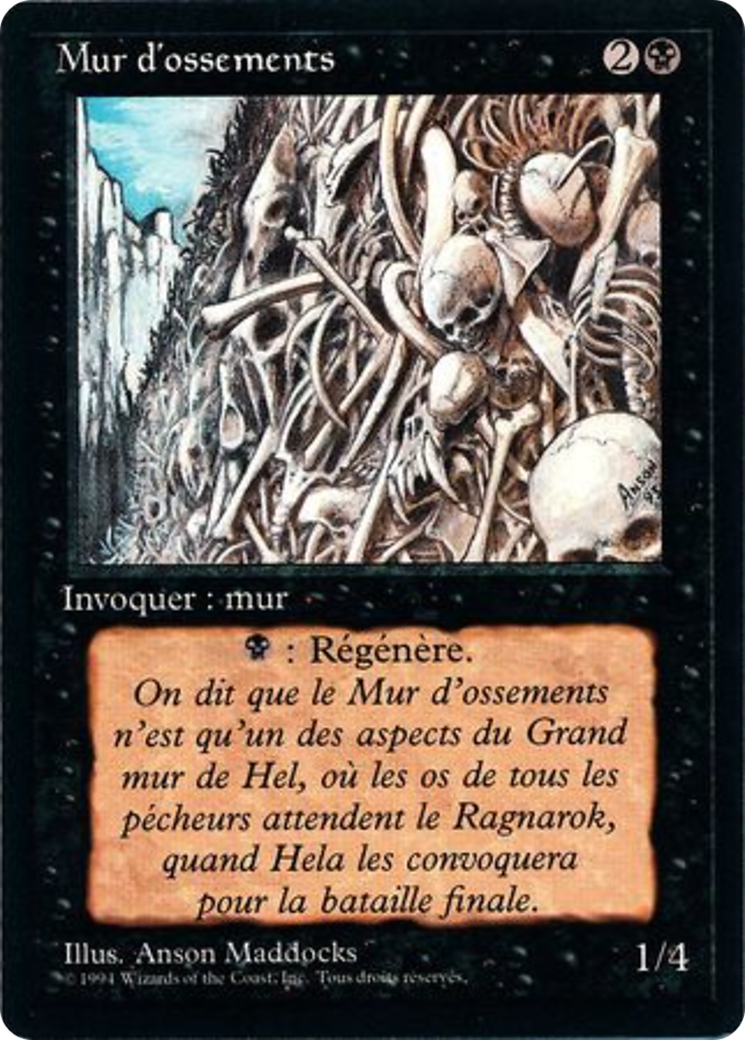 Mur d'ossements 2
Invoquer : mur
: Régénère.
On dit que le Mur d'ossements
n'est qu'un des aspects du Grand
mur de Hel, où les os de tous les
pécheurs attendent le Ragnarok,
quand Hela les convoquera
pour la bataille finale.
Illus. Anson Maddocks
1/4
© 1994 Wizards of the Coast, Inc. Tous droits réservés.
ANSON